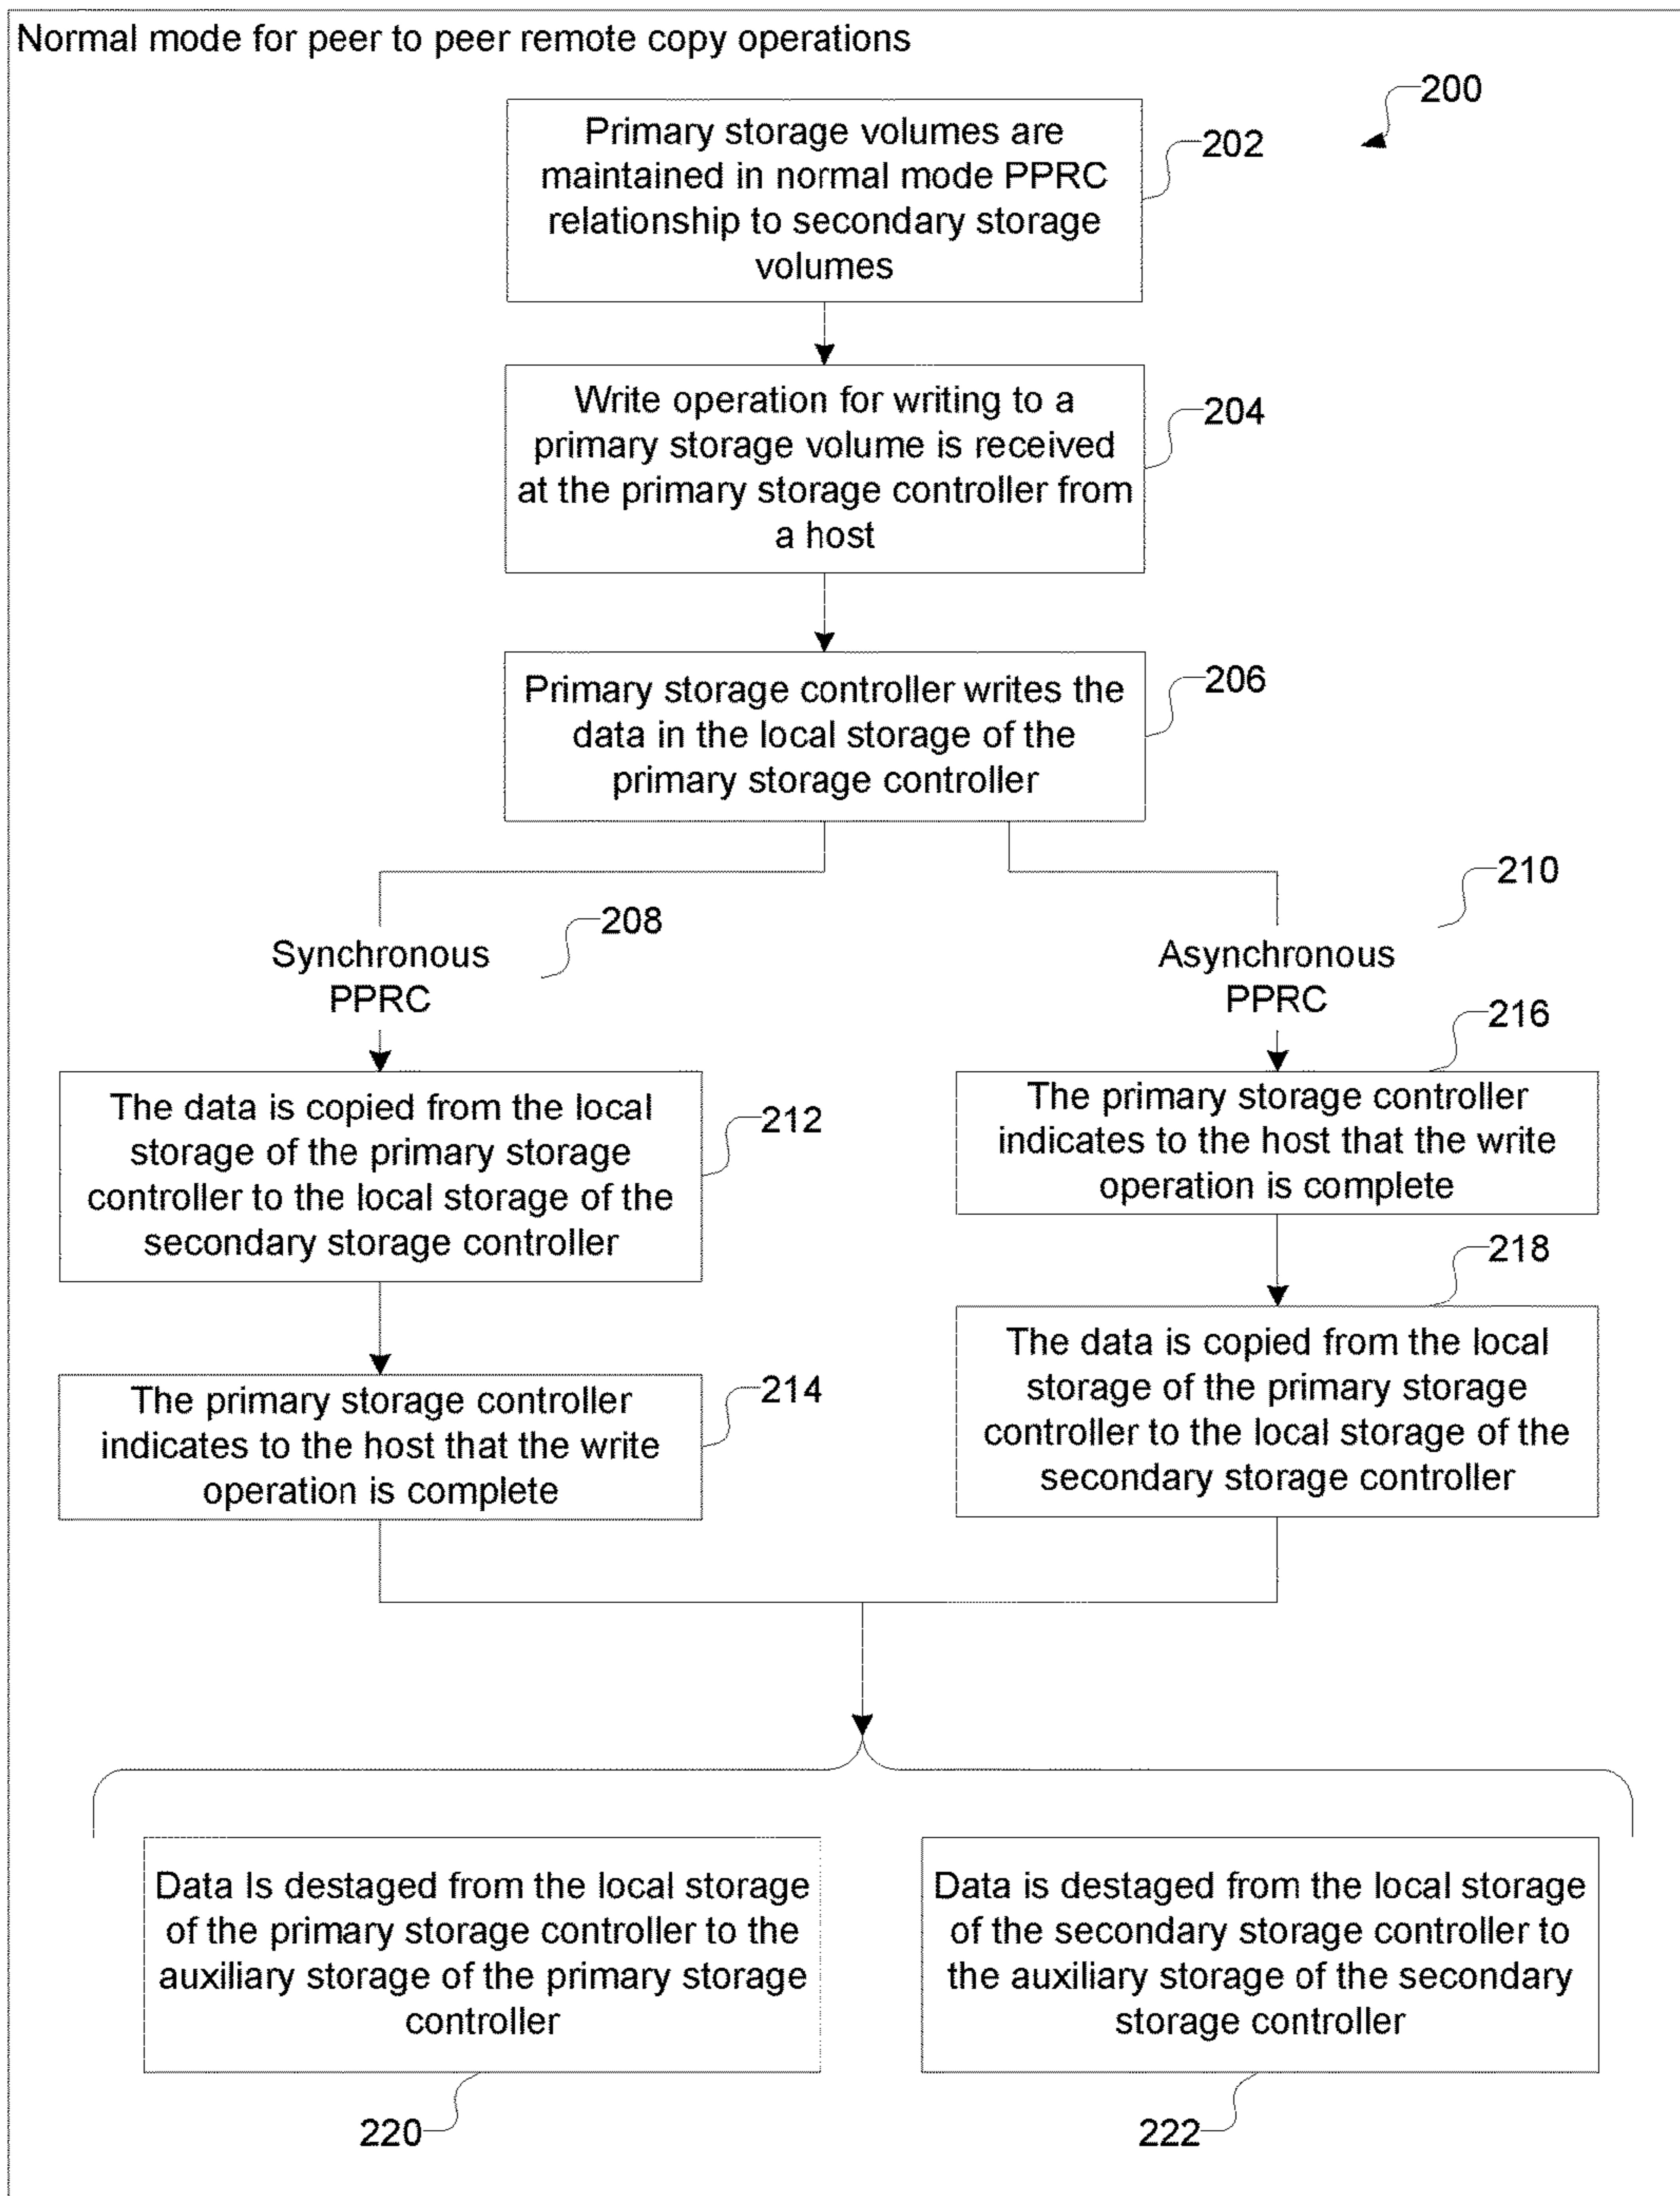 Normal mode for peer to peer remote copy operations
200
Primary storage volumes are
maintained in normal mode PPRC
relationship to secondary storage
volumes
202
Write operation for writing to a
primary storage volume is received
at the primary storage controller from
a host
204
Primary storage controller writes the
data in the local storage of the
primary storage controller
206
Synchronous
PPRC
208
Asynchronous
PPRC
210
The data is copied from the local
storage of the primary storage
controller to the local storage of the
secondary storage controller
212
The primary storage controller
indicates to the host that the write
operation is complete
216
The primary storage controller
indicates to the host that the write
operation is complete
214
The data is copied from the local
storage of the primary storage
controller to the local storage of the
secondary storage controller
218
Data Is destaged from the local storage
of the primary storage controller to the
auxiliary storage of the primary storage
controller
220
Data is destaged from the local storage
of the secondary storage controller to
the auxiliary storage of the secondary
storage controller
222